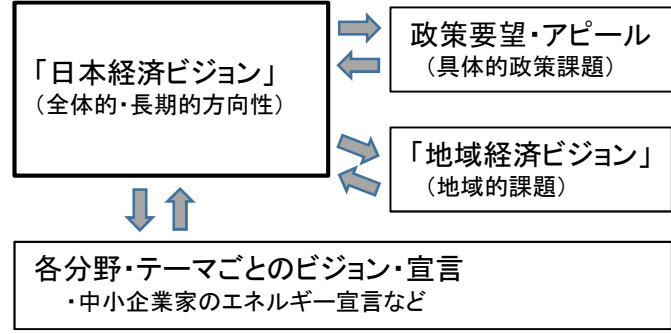 「日本経済ビジョン」
(全体的・長期的方向性)
政策要望・アピール
(具体的政策課題)
「地域経済ビジョン」
(地域的課題)
各分野・テーマごとのビジョン・宣言
・中小企業家のエネルギー宣言など